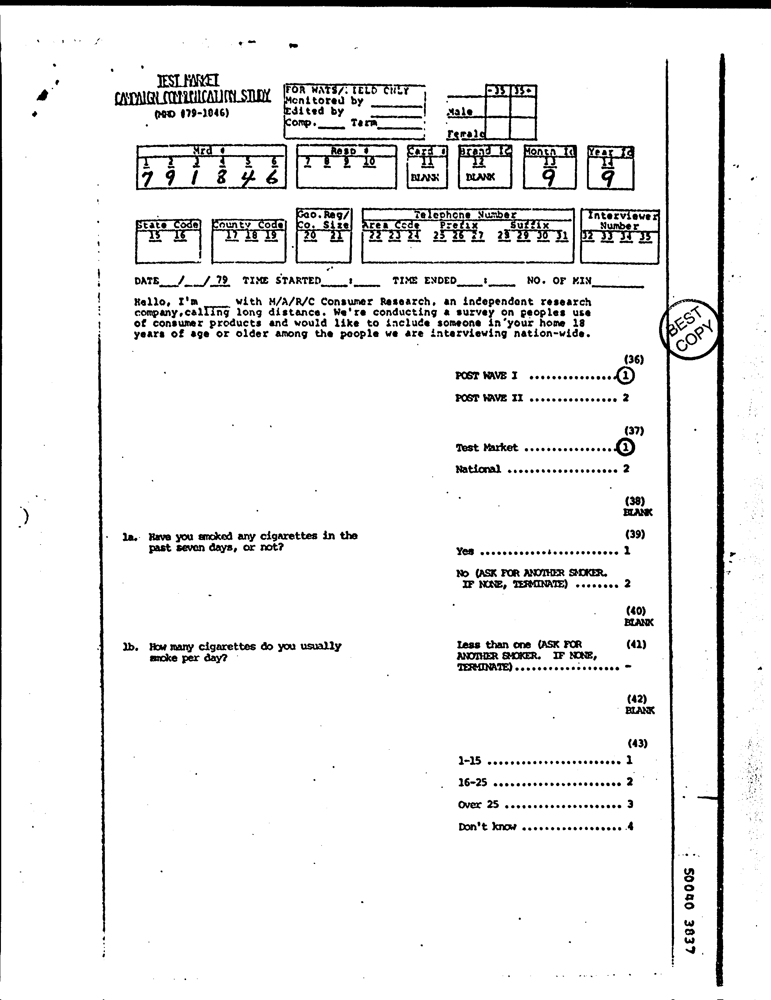 TEST MARKET
CAMPAIGN COMMUNICATION STUDY
(MRD #79-1846)
FOR WATS/FIELD ONLY
Monitored by ____
Edited by ____
Comp.____ Term____
-35 35+
Male
Female
Mrd #
1 2 3 4 5 6
7 9 1 8 4 6
Resp #
7 8 9 10
Card #
11
BLANK
Brand Id
12
BLANK
Month Id
13
9
Year Id
14
9
State Code
15 16
County Code
17 18 19
Geo.Reg/
Co. Size
20 21
Telephone Number
Area Code Prefix Suffix
22 23 24 25 26 27 28 29 30 31
Interviewer
Number
32 33 34 35
DATE __/__/ 79 TIME STARTED____:____ TIME ENDED____:____ NO. OF MIN________
Hello, I'm ____ with M/A/R/C Consumer Research, an independent research
company,calling long distance. We're conducting a survey on peoples use
of consumer products and would like to include someone in your home 18
years of age or older among the people we are interviewing nation-wide.
BEST
COPY
(36)
POST WAVE I ................ 1
POST WAVE II ................ 2
(37)
Test Market ................. 1
National .................... 2
(38)
BLANK
1a. Have you smoked any cigarettes in the
past seven days, or not?
(39)
Yes ......................... 1
No (ASK FOR ANOTHER SMOKER.
IF NONE, TERMINATE) ........ 2
(40)
BLANK
1b. How many cigarettes do you usually
smoke per day?
Less than one (ASK FOR (41)
ANOTHER SMOKER. IF NONE,
TERMINATE)................... -
(42)
BLANK
(43)
1-15 ........................ 1
16-25 ....................... 2
Over 25 ..................... 3
Don't know .................. 4
50040 3837